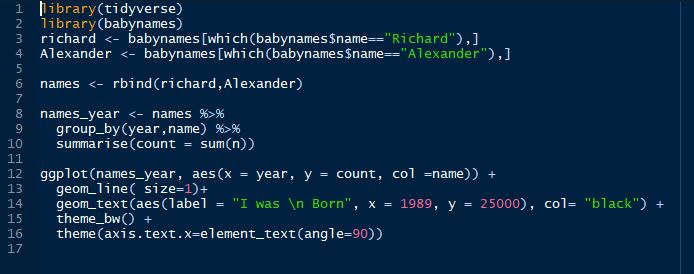 1 library(tidyverse)
2 library(babynames)
3 richard <- babynames[which(babynames$name=="Richard"),]
4 Alexander <- babynames[which(babynames$name=="Alexander"),]
5
6 names <- rbind(richard,Alexander)
7
8 names_year <- names %>%
9   group_by(year,name) %>%
10   summarise(count = sum(n))
11
12 ggplot(names_year, aes(x = year, y = count, col =name)) +
13   geom_line( size=1)+
14   geom_text(aes(label = "I was \n Born", x = 1989, y = 25000), col= "black") +
15   theme_bw() +
16   theme(axis.text.x=element_text(angle=90))
17